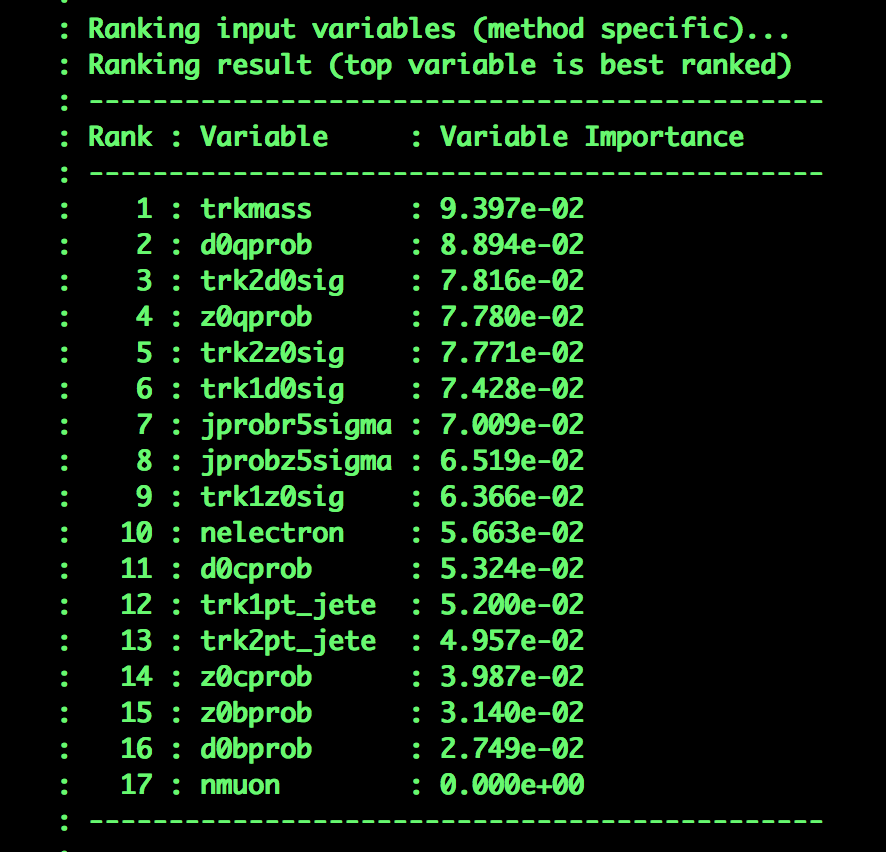 :
: Ranking input variables (method specific)...
: Ranking result (top variable is best ranked)
: ----------------------------------------------
: Rank : Variable     : Variable Importance
: ----------------------------------------------
:    1 : trkmass      : 9.397e-02
:    2 : d0qprob      : 8.894e-02
:    3 : trk2d0sig    : 7.816e-02
:    4 : z0qprob      : 7.780e-02
:    5 : trk2z0sig    : 7.771e-02
:    6 : trk1d0sig    : 7.428e-02
:    7 : jprobr5sigma : 7.009e-02
:    8 : jprobz5sigma : 6.519e-02
:    9 : trk1z0sig    : 6.366e-02
:   10 : nelectron    : 5.663e-02
:   11 : d0cprob      : 5.324e-02
:   12 : trk1pt_jete  : 5.200e-02
:   13 : trk2pt_jete  : 4.957e-02
:   14 : z0cprob      : 3.987e-02
:   15 : z0bprob      : 3.140e-02
:   16 : d0bprob      : 2.749e-02
:   17 : nmuon        : 0.000e+00
: ----------------------------------------------
: